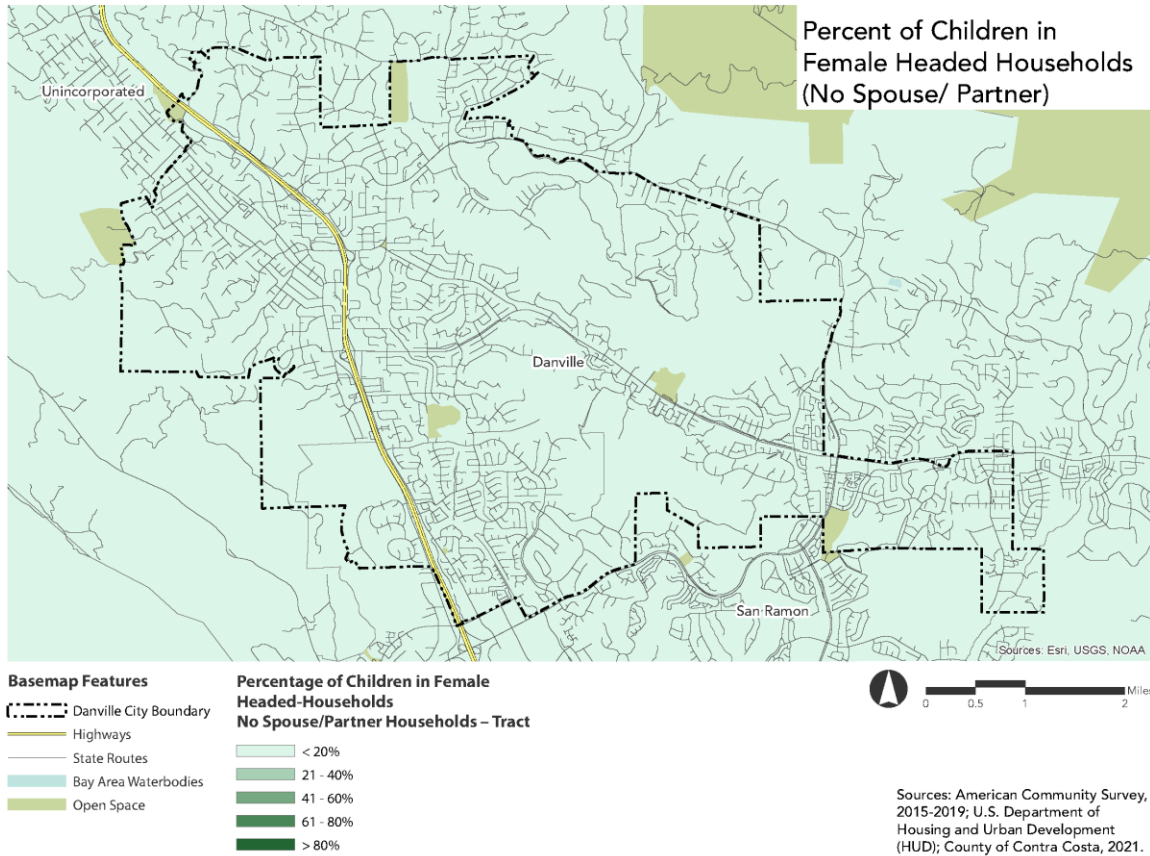 Percent of Children in
Female Headed Households
(No Spouse/ Partner)
Unincorporated
Danville
San Ramon
Sources: Esri, USGS, NOAA
Basemap Features
Danville City Boundary
Highways
State Routes
Bay Area Waterbodies
Open Space
Percentage of Children in Female
Headed-Households
No Spouse/Partner Households – Tract
< 20%
21 - 40%
41 - 60%
61 - 80%
> 80%
0 0.5 1 2 Miles
Sources: American Community Survey,
2015-2019; U.S. Department of
Housing and Urban Development
(HUD); County of Contra Costa, 2021.